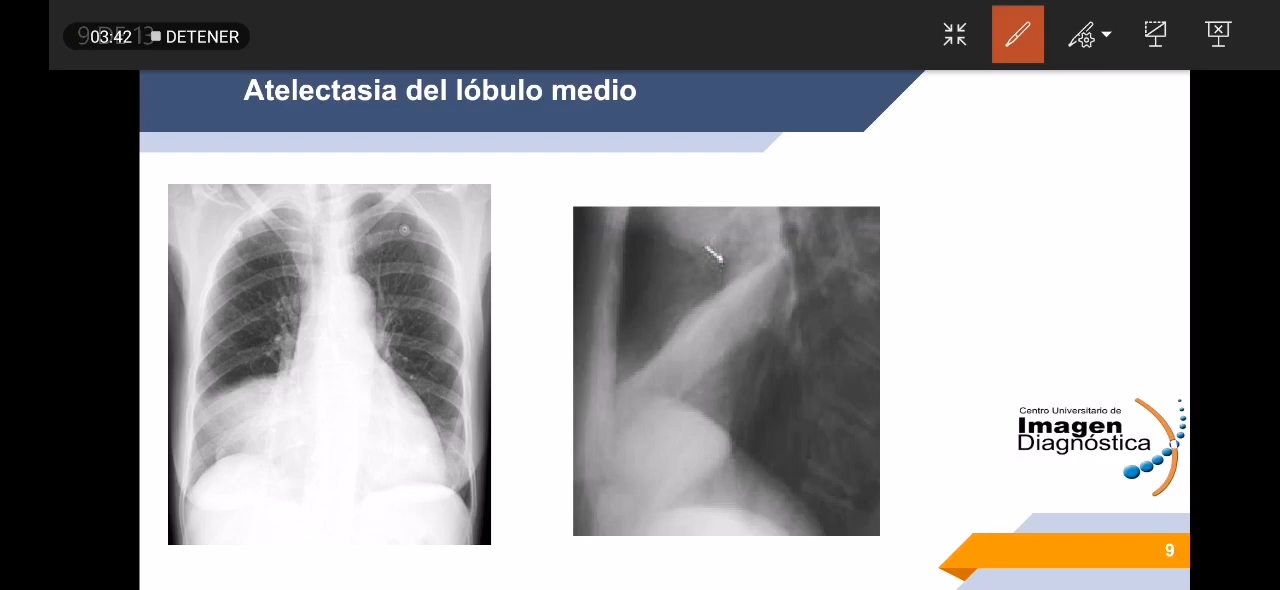 03:42 DETENER
Atelectasia del lóbulo medio
Centro Universitario de
Imagen
Diagnóstica
9